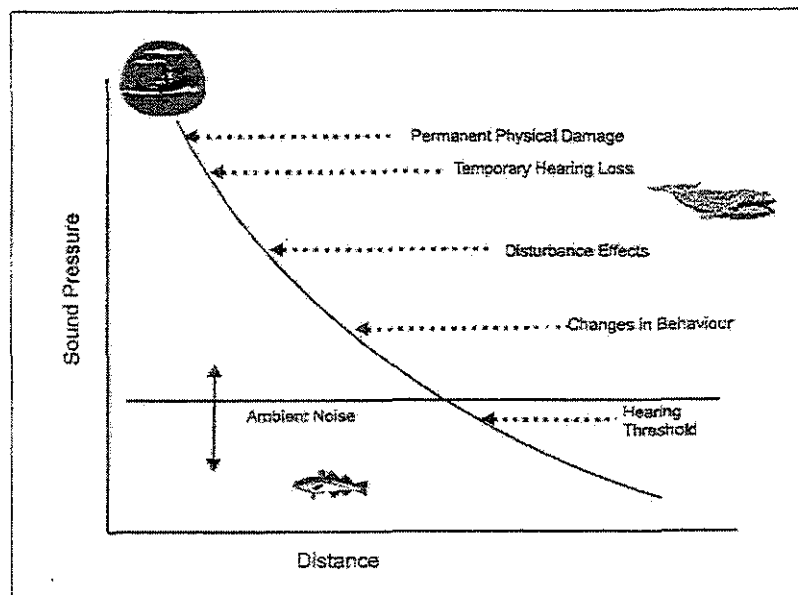 Permanent Physical Damage
Temporary Hearing Loss
Disturbance Effects
Changes in Behaviour
Sound Pressure
Ambient Noise
Hearing
Threshold
Distance